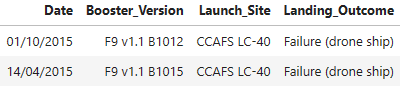 Date Booster_Version Launch_Site Landing_Outcome
01/10/2015 F9 v1.1 B1012 CCAFS LC-40 Failure (drone ship)
14/04/2015 F9 v1.1 B1015 CCAFS LC-40 Failure (drone ship)